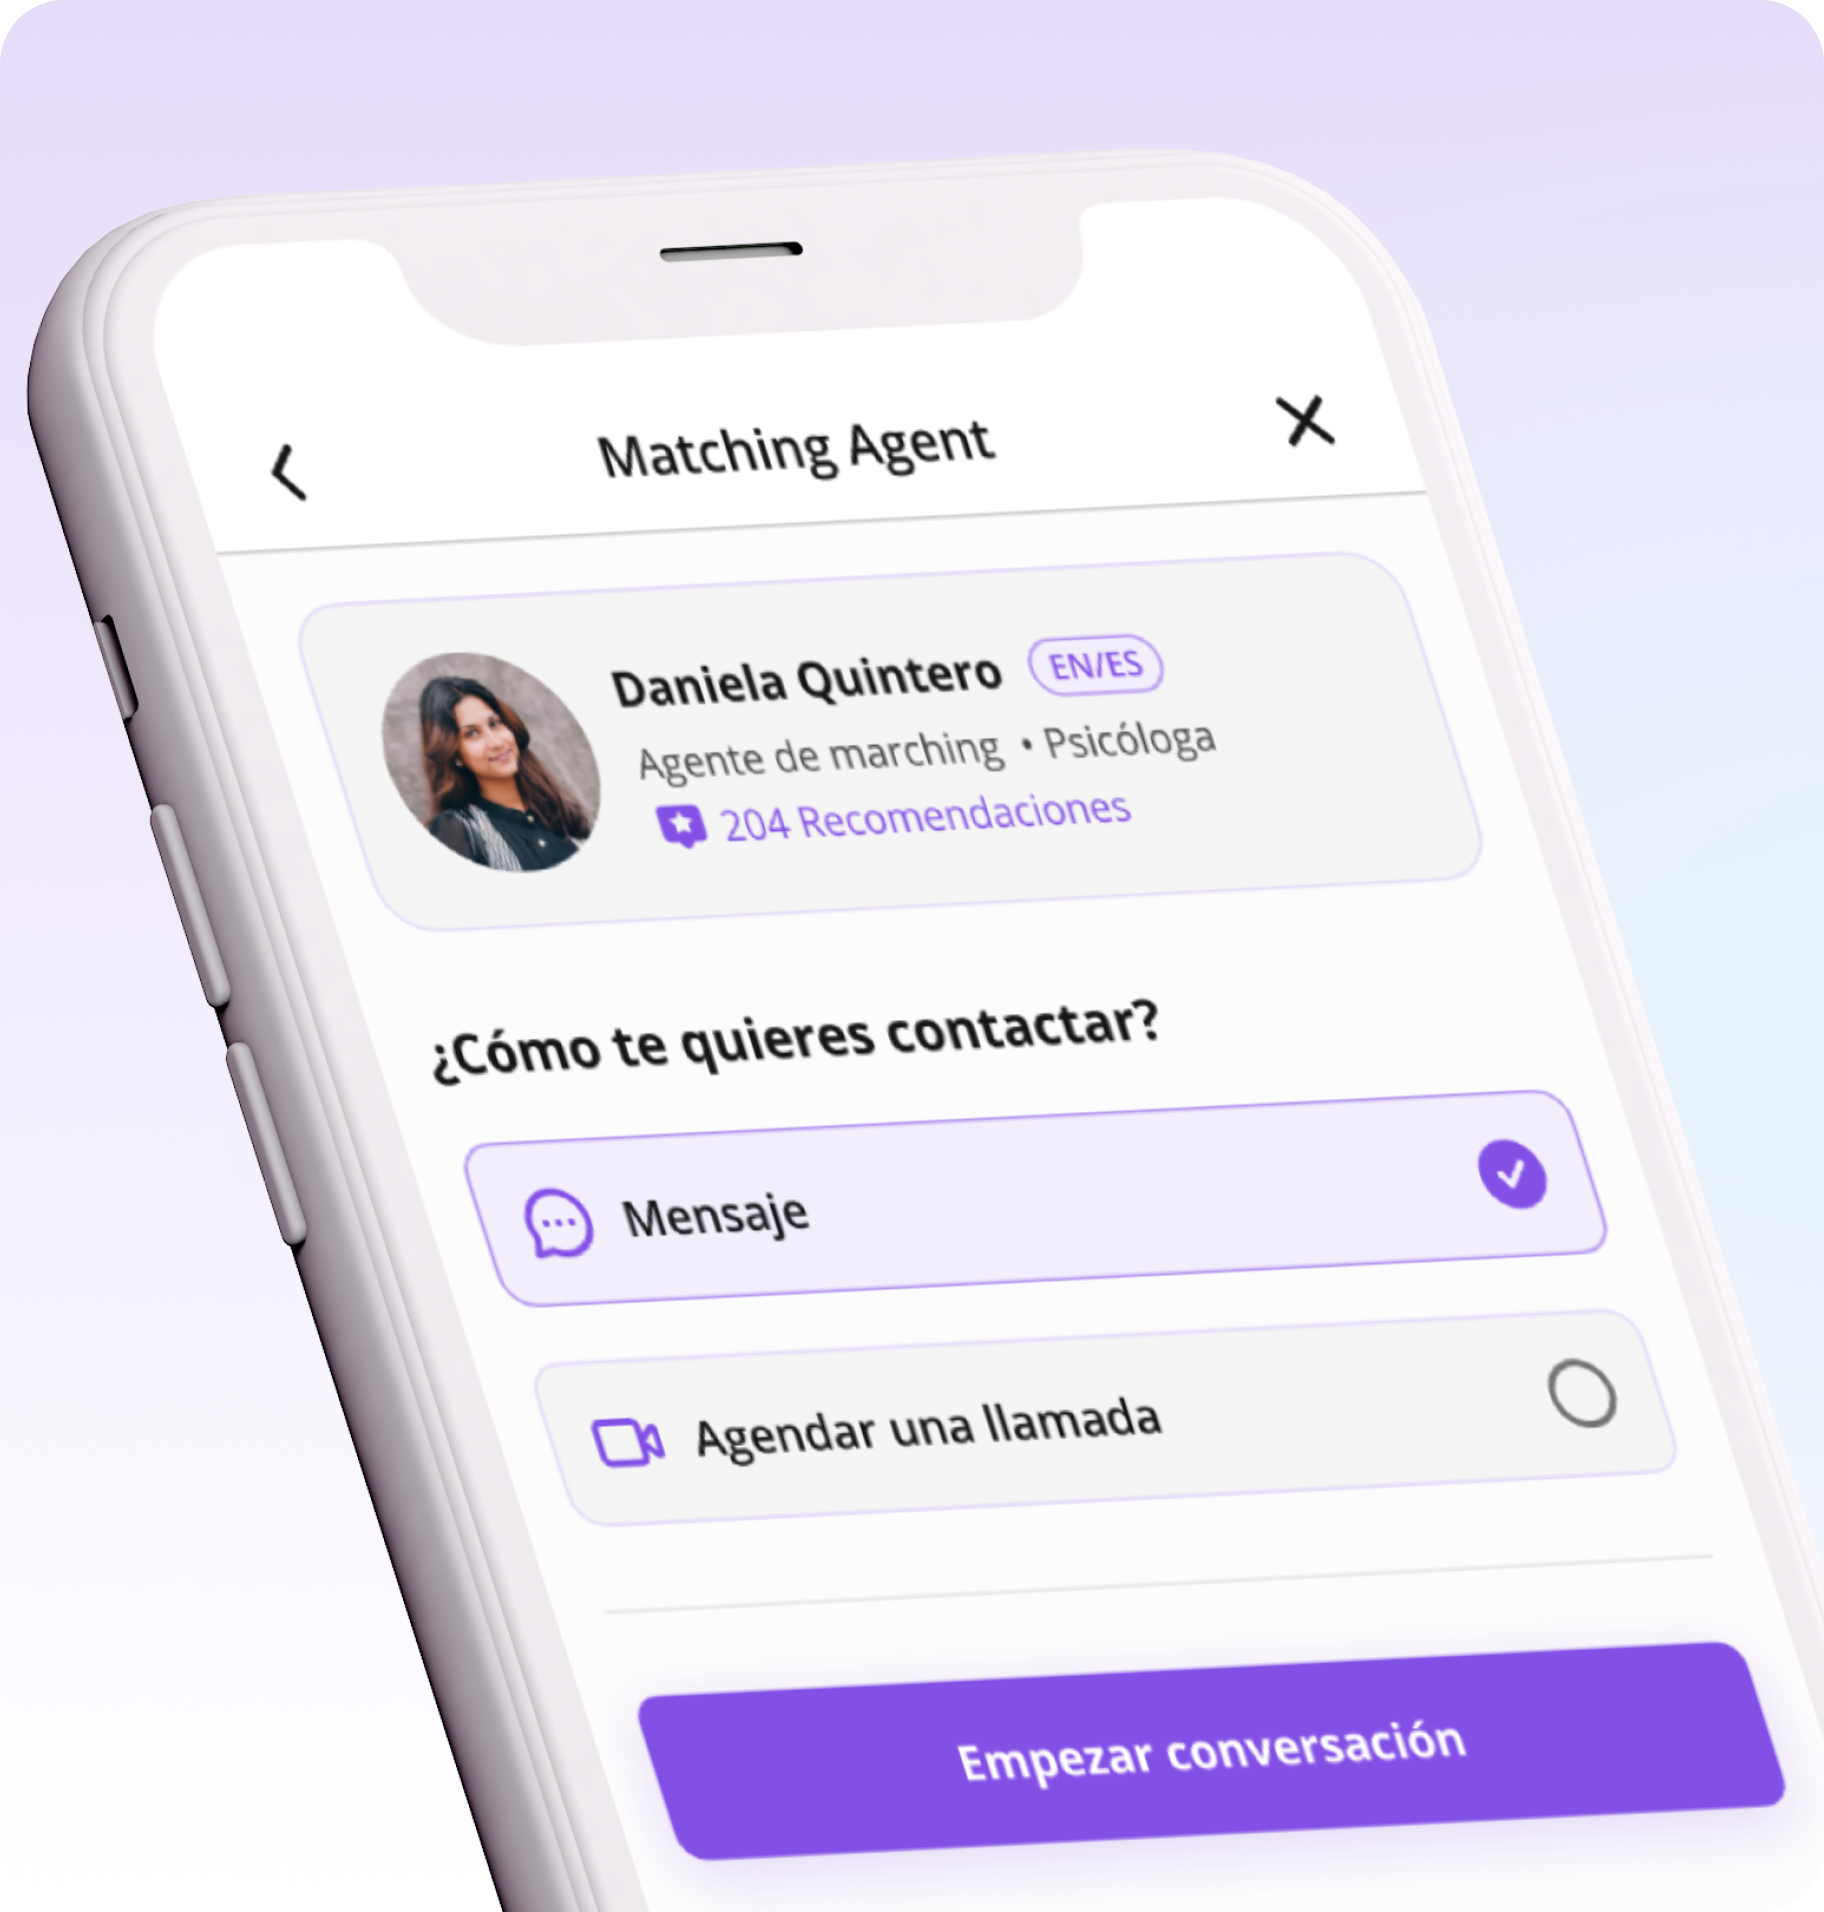 Matching Agent
Daniela Quintero EN/ES
Agente de marching • Psicóloga
204 Recomendaciones
¿Cómo te quieres contactar?
Mensaje
Agendar una llamada
Empezar conversación